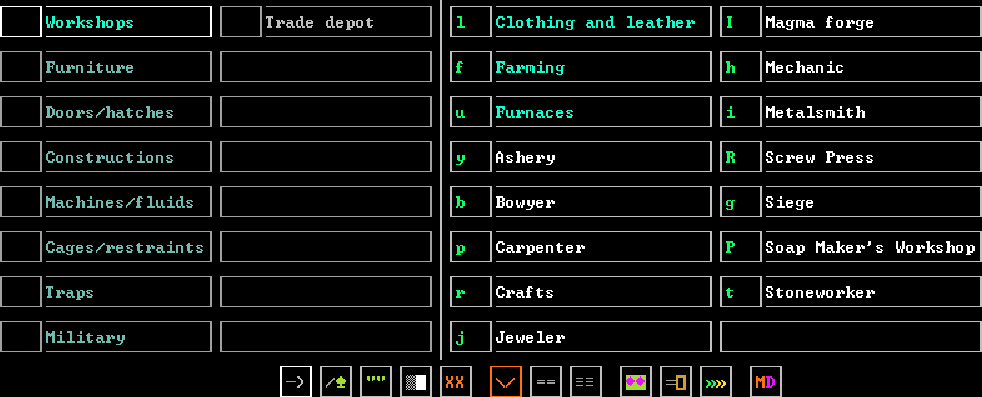 Workshops Trade depot l Clothing and leather I Magma forge
Furniture f Farming h Mechanic
Doors/hatches u Furnaces i Metalsmith
Constructions y Ashery R Screw Press
Machines/fluids b Bowyer g Siege
Cages/restraints p Carpenter P Soap Maker's Workshop
Traps r Crafts t Stoneworker
Military j Jeweler
XX MD